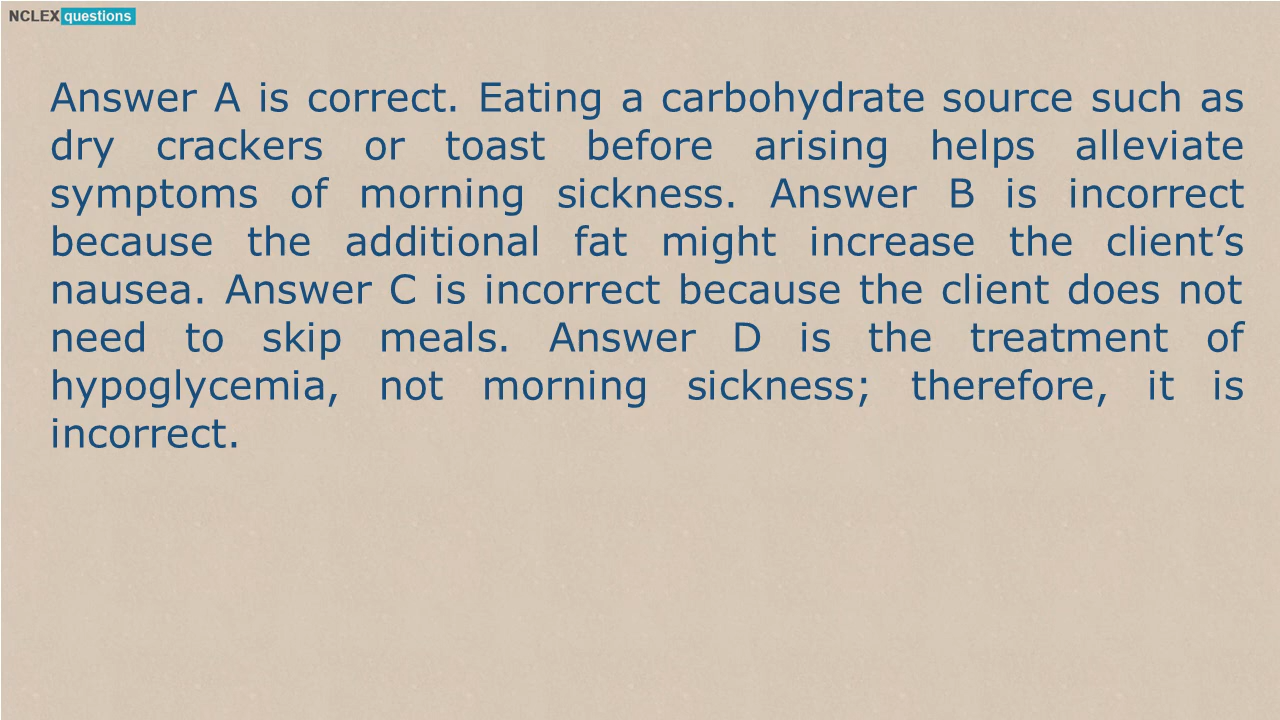 NCLEX questions
Answer A is correct. Eating a carbohydrate source such as
dry crackers or toast before arising helps alleviate
symptoms of morning sickness. Answer B is incorrect
because the additional fat might increase the client’s
nausea. Answer C is incorrect because the client does not
need to skip meals. Answer D is the treatment of
hypoglycemia, not morning sickness; therefore, it is
incorrect.